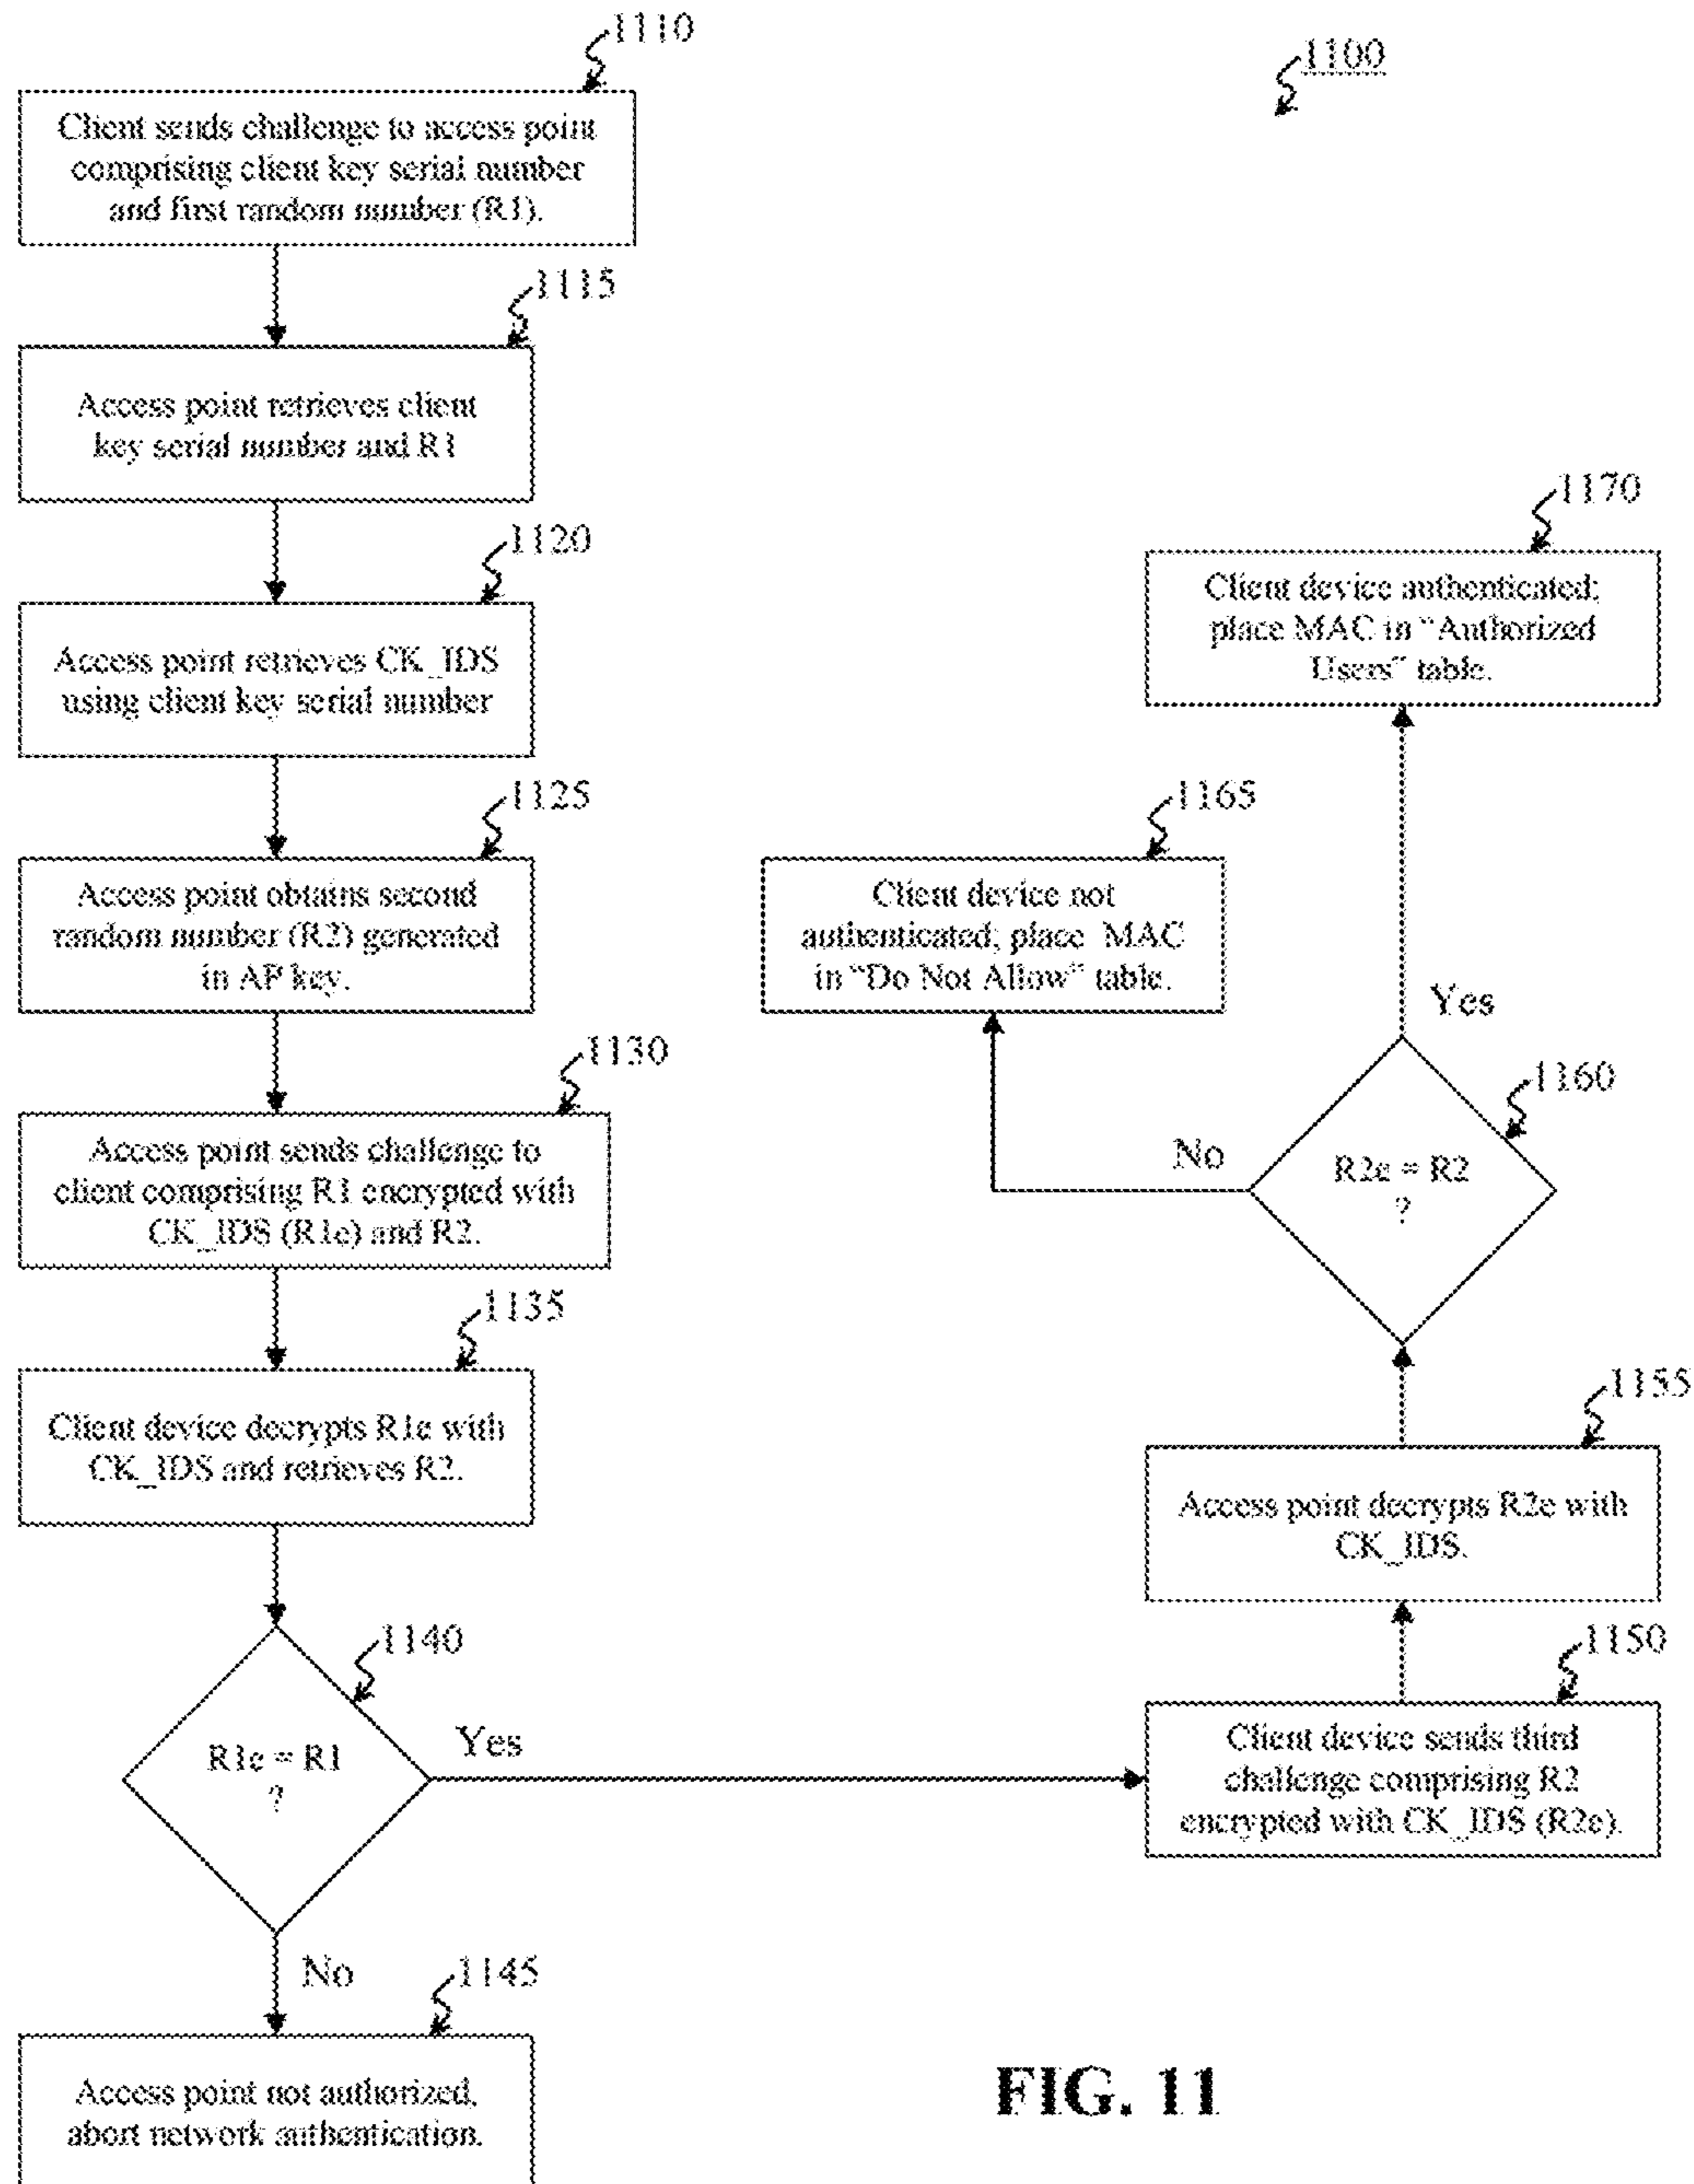 1110
1100
Client sends challenge to access point
comprising client key serial number
and first random number (R1).
1115
Access point retrieves client
key serial number and R1
1120
Access point retrieves CK_IDS
using client key serial number
1125
Access point obtains second
random number (R2) generated
in AP key.
1130
Access point sends challenge to
client comprising R1 encrypted with
CK_IDS (R1e) and R2.
1135
Client device decrypts R1e with
CK_IDS and retrieves R2.
1140
R1e = R1
?
Yes
No
1145
Access point not authorized,
abort network authentication.
1150
Client device sends third
challenge comprising R2
encrypted with CK_IDS (R2e).
1155
Access point decrypts R2e with
CK_IDS.
1160
R2e = R2
?
No
Yes
1165
Client device not
authenticated; place MAC
in “Do Not Allow” table.
1170
Client device authenticated;
place MAC in “Authorized
Users” table.
FIG. 11